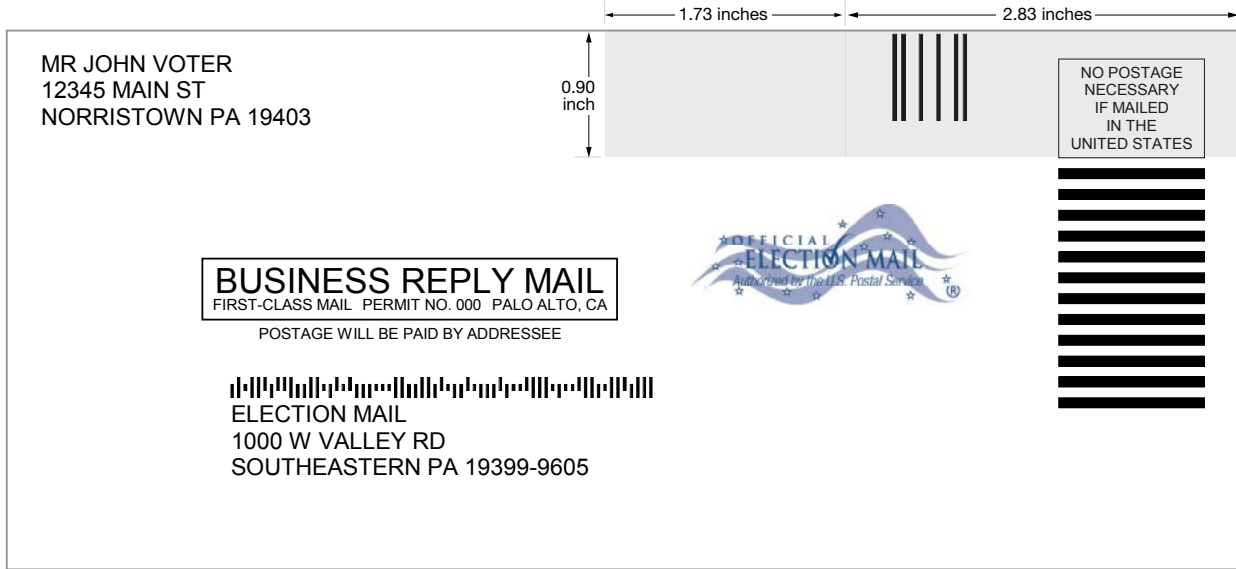 1.73 inches
2.83 inches
MR JOHN VOTER
12345 MAIN ST
NORRISTOWN PA 19403
0.90
inch
NO POSTAGE
NECESSARY
IF MAILED
IN THE
UNITED STATES
OFFICIAL
ELECTION MAIL
Authorized by the U.S. Postal Service
(R)
BUSINESS REPLY MAIL
FIRST-CLASS MAIL PERMIT NO. 000 PALO ALTO, CA
POSTAGE WILL BE PAID BY ADDRESSEE
ELECTION MAIL
1000 W VALLEY RD
SOUTHEASTERN PA 19399-9605